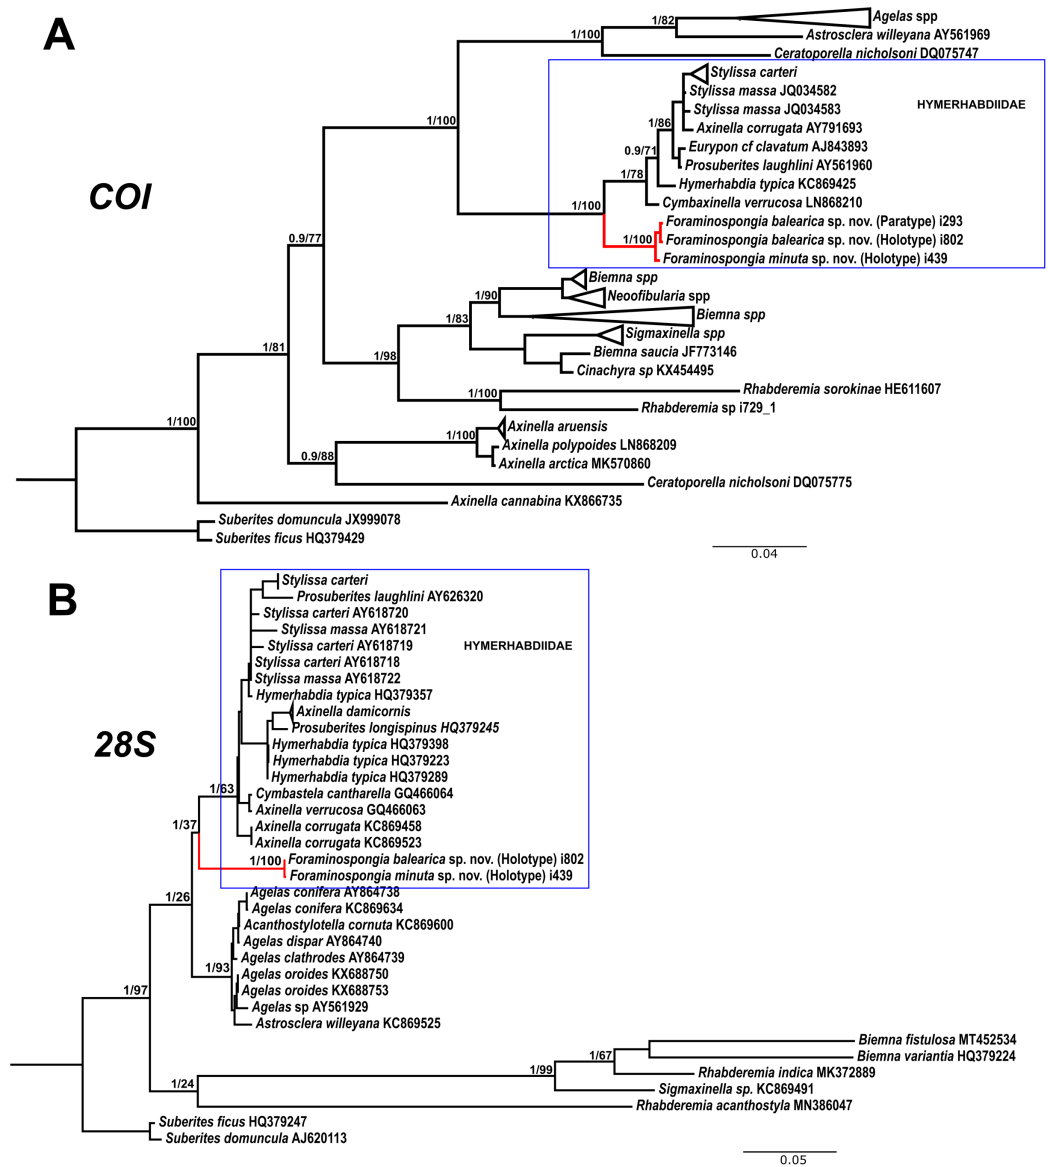 A
COI
1/82
Agelas spp
1/100
Astrosclera willeyana AY561969
Ceratoporella nicholsoni DQ075747
1/100
HYMERHABDIIDAE
Stylissa carteri
Stylissa massa JQ034582
Stylissa massa JQ034583
1/86
Axinella corrugata AY791693
Eurypon cf clavatum AJ843893
0.9/71
Prosuberites laughlini AY561960
1/78
Hymerhabdia typica KC869425
Cymbaxinella verrucosa LN868210
1/100
Foraminospongia balearica sp. nov. (Paratype) i293
1/100
Foraminospongia balearica sp. nov. (Holotype) i802
Foraminospongia minuta sp. nov. (Holotype) i439
0.9/77
Biemna spp
1/90
Neoofibularia spp
Biemna spp
1/83
Sigmaxinella spp
Biemna saucia JF773146
1/98
Cinachyra sp KX454495
1/81
Rhabderemia sorokinae HE611607
1/100
Rhabderemia sp i729_1
1/100
Axinella aruensis
1/100
Axinella polypoides LN868209
0.9/88
Axinella arctica MK570860
Ceratoporella nicholsoni DQ075775
Axinella cannabina KX866735
Suberites domuncula JX999078
Suberites ficus HQ379429
0.04
B
28S
Stylissa carteri
Prosuberites laughlini AY626320
Stylissa carteri AY618720
Stylissa massa AY618721
Stylissa carteri AY618719
HYMERHABDIIDAE
Stylissa carteri AY618718
Stylissa massa AY618722
Hymerhabdia typica HQ379357
Axinella damicornis
Prosuberites longispinus HQ379245
Hymerhabdia typica HQ379398
Hymerhabdia typica HQ379223
Hymerhabdia typica HQ379289
1/63
Cymbastela cantharella GQ466064
Axinella verrucosa GQ466063
1/37
Axinella corrugata KC869458
Axinella corrugata KC869523
1/100
Foraminospongia balearica sp. nov. (Holotype) i802
Foraminospongia minuta sp. nov. (Holotype) i439
1/26
Agelas conifera AY864738
Agelas conifera KC869634
Acanthostylotella cornuta KC869600
Agelas dispar AY864740
1/93
Agelas clathrodes AY864739
Agelas oroides KX688750
Agelas oroides KX688753
Agelas sp AY561929
Astrosclera willeyana KC869525
1/97
Biemna fistulosa MT452534
1/67
Biemna variantia HQ379224
1/99
Rhabderemia indica MK372889
1/24
Sigmaxinella sp. KC869491
Rhabderemia acanthostyla MN386047
Suberites ficus HQ379247
Suberites domuncula AJ620113
0.05